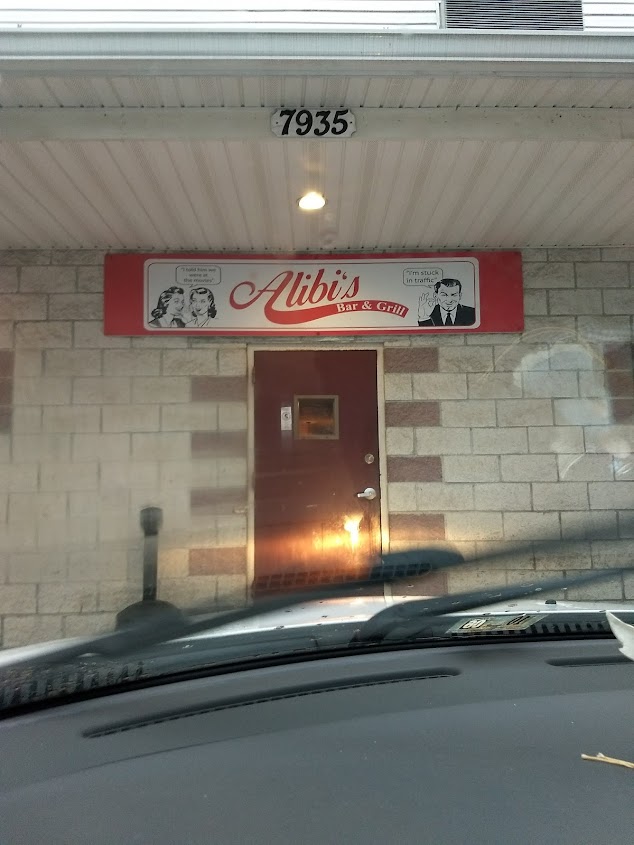 7935
"I told him we
were at
the movies"
Alibi's
Bar & Grill
"i'm stuck
in traffic"